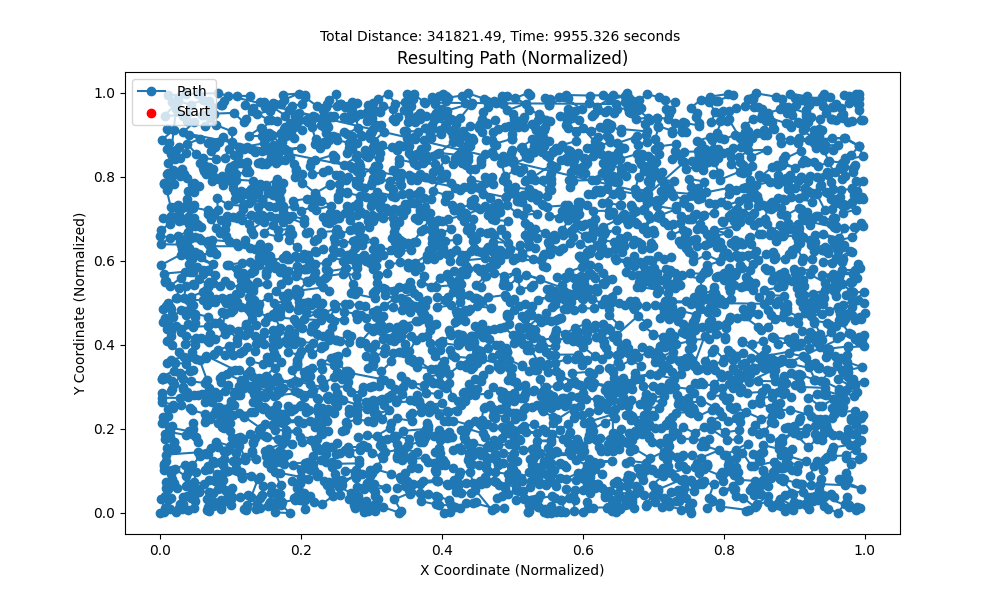 Total Distance: 341821.49, Time: 9955.326 seconds
Resulting Path (Normalized)
Path
Start
Y Coordinate (Normalized)
1.0
0.8
0.6
0.4
0.2
0.0
0.0 0.2 0.4 0.6 0.8 1.0
X Coordinate (Normalized)